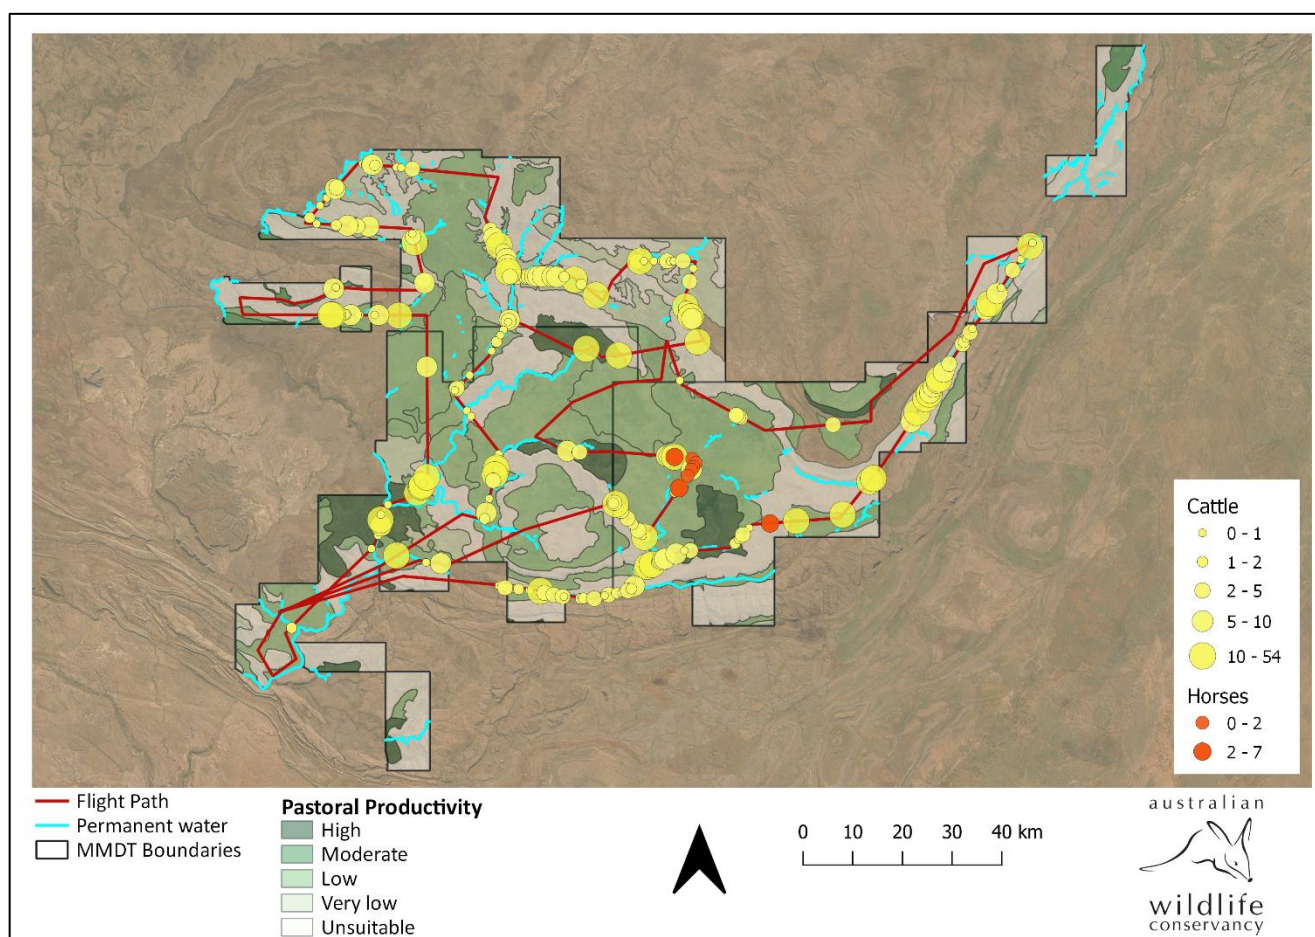 Cattle
0 - 1
1 - 2
2 - 5
5 - 10
10 - 54
Horses
0 - 2
2 - 7
Flight Path
Permanent water
MMDT Boundaries
Pastoral Productivity
High
Moderate
Low
Very low
Unsuitable
0 10 20 30 40 km
australian
wildlife
conservancy